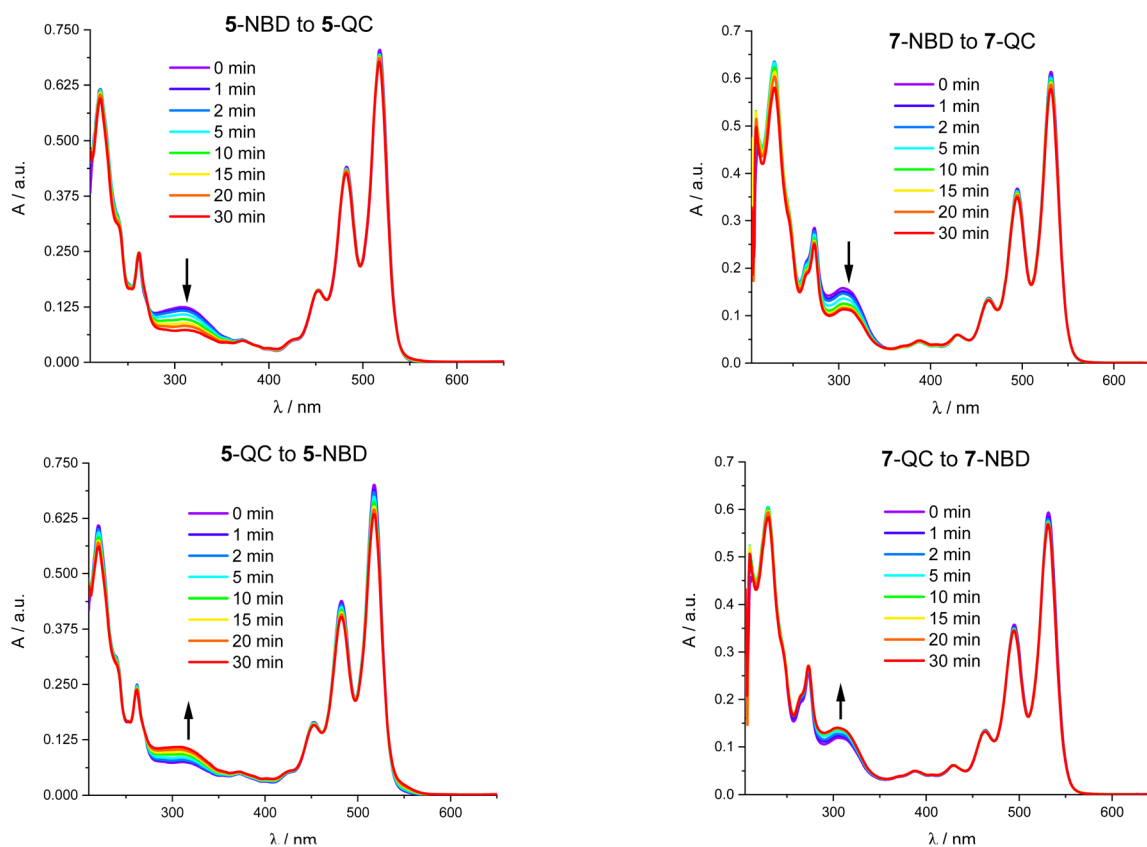 5-NBD to 5-QC
0.750
0.625
0.500
0.375
0.250
0.125
0.000
A / a.u.
0 min
1 min
2 min
5 min
10 min
15 min
20 min
30 min
300
400
500
600
λ / nm
7-NBD to 7-QC
0.7
0.6
0.5
0.4
0.3
0.2
0.1
0.0
A / a.u.
0 min
1 min
2 min
5 min
10 min
15 min
20 min
30 min
300
400
500
600
λ / nm
5-QC to 5-NBD
0.750
0.625
0.500
0.375
0.250
0.125
0.000
A / a.u.
0 min
1 min
2 min
5 min
10 min
15 min
20 min
30 min
300
400
500
600
λ / nm
7-QC to 7-NBD
0.7
0.6
0.5
0.4
0.3
0.2
0.1
0.0
A / a.u.
0 min
1 min
2 min
5 min
10 min
15 min
20 min
30 min
300
400
500
600
λ / nm